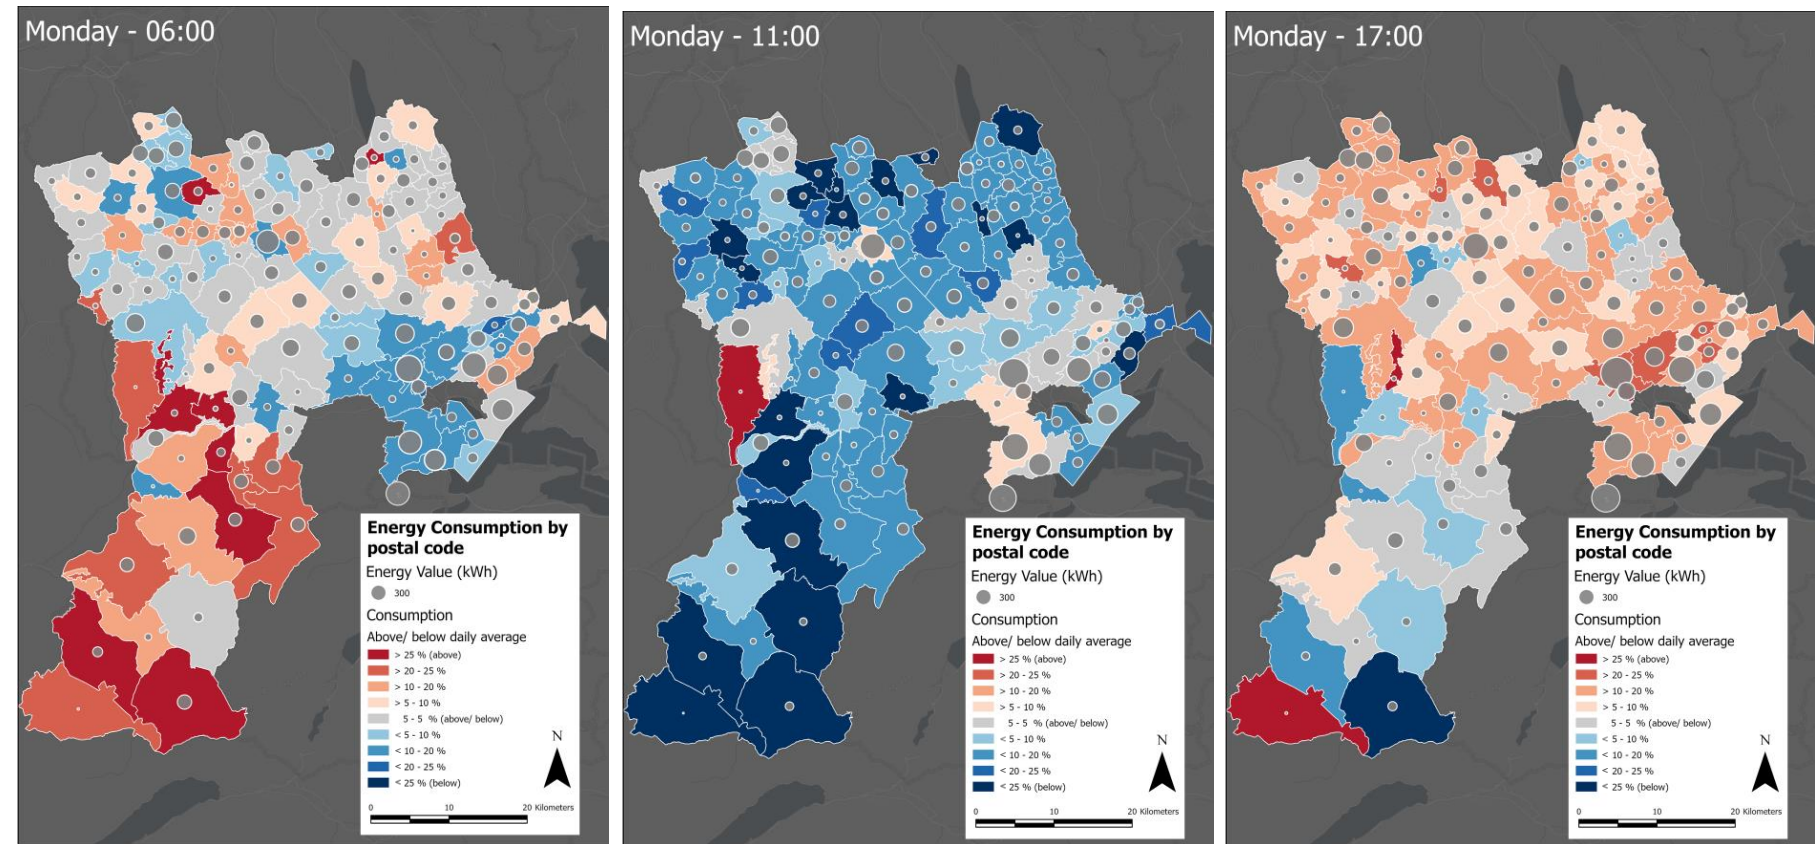 Monday - 06:00
N
Energy Consumption by
postal code
Energy Value (kWh)
300
Consumption
Above/ below daily average
> 25 % (above)
> 20 - 25 %
> 10 - 20 %
> 5 - 10 %
5 - 5 % (above/ below)
< 5 - 10 %
< 10 - 20 %
< 20 - 25 %
< 25 % (below)
0 10 20 Kilometers
Monday - 11:00
Energy Consumption by
postal code
Energy Value (kWh)
300
Consumption
Above/ below daily average
> 25 % (above)
> 20 - 25 %
> 10 - 20 %
> 5 - 10 %
5 - 5 % (above/ below)
< 5 - 10 %
< 10 - 20 %
< 20 - 25 %
< 25 % (below)
N
0 10 20 Kilometers
Monday - 17:00
Energy Consumption by
postal code
Energy Value (kWh)
300
Consumption
Above/ below daily average
> 25 % (above)
> 20 - 25 %
> 10 - 20 %
> 5 - 10 %
5 - 5 % (above/ below)
< 5 - 10 %
< 10 - 20 %
< 20 - 25 %
< 25 % (below)
N
0 10 20 Kilometers